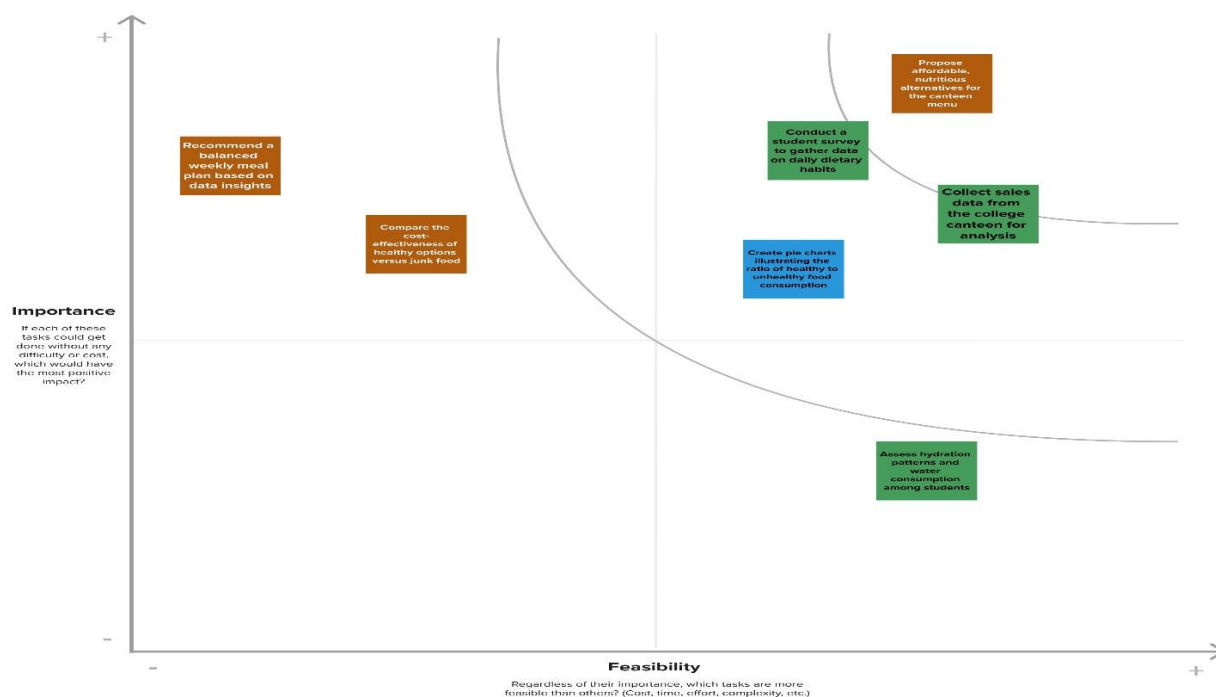 +
Propose
affordable,
nutritious
alternatives for
the canteen
menu
Conduct a
student survey
to gather data
on daily dietary
habits
Recommend a
balanced
weekly meal
plan based on
data insights
Collect sales
data from
the college
canteen for
analysis
Compare the
cost-
effectiveness of
healthy options
versus junk food
Create pie charts
illustrating the
ratio of healthy to
unhealthy food
consumption
Importance
If each of these
tasks could get
done without any
difficulty or cost,
which would have
the most positive
impact?
Assess hydration
patterns and
water
consumption
among students
-
-
Feasibility
+
Regardless of their importance, which tasks are more
feasible than others? (Cost, time, effort, complexity, etc.)